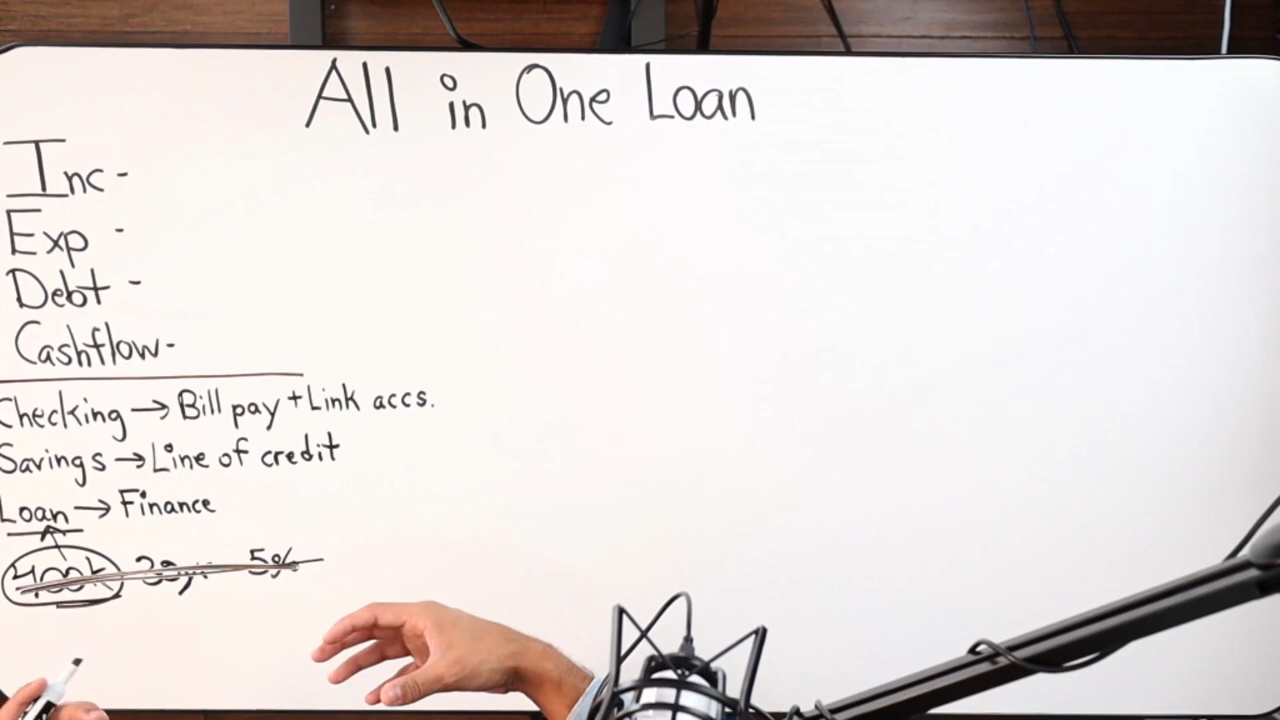 All in One Loan
Inc -
Exp -
Debt -
Cashflow-
Checking → Bill pay + Link accs.
Savings → Line of credit
Loan → Finance
400k 30yr 5%